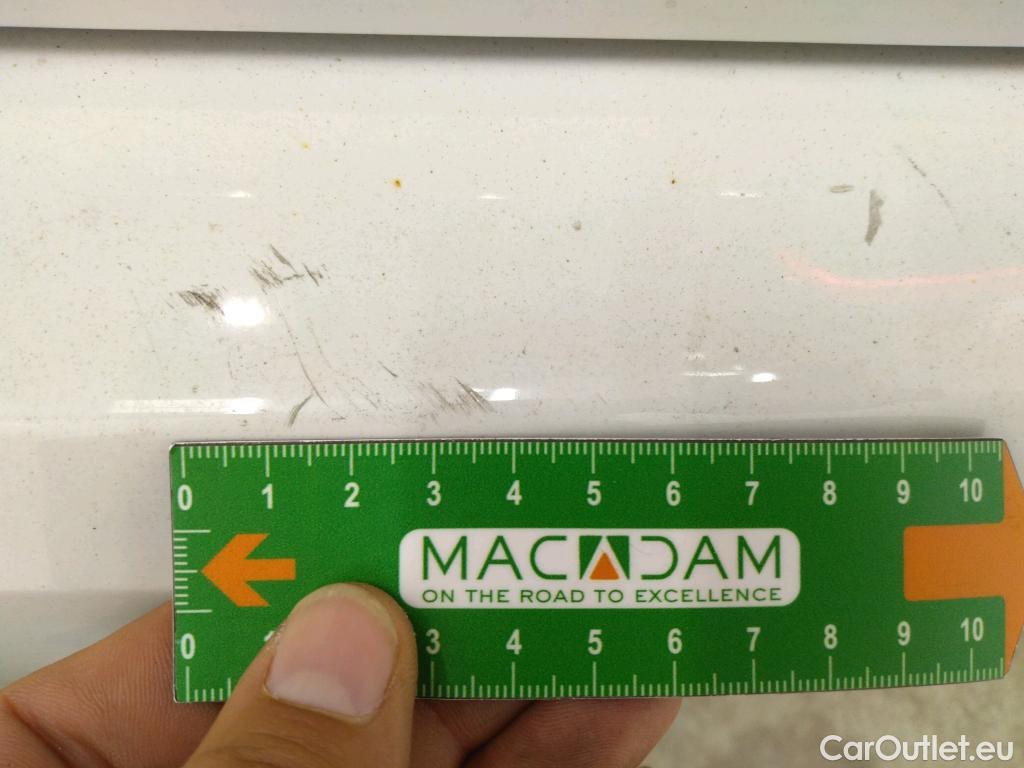 0 1 2 3 4 5 6 7 8 9 10
MACADAM
ON THE ROAD TO EXCELLENCE
0 3 4 5 6 7 8 9 10
CarOutlet.eu